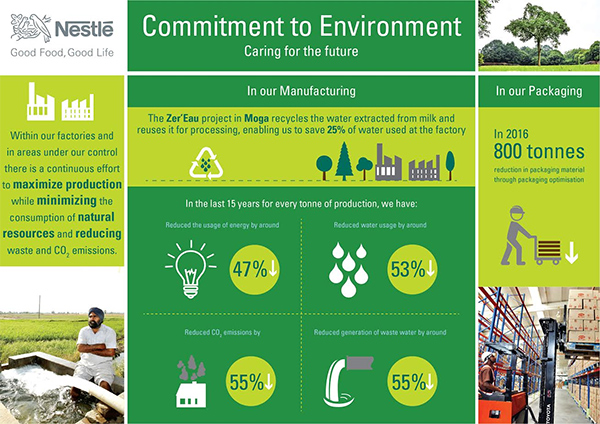 Nestlé
Good Food, Good Life
Commitment to Environment
Caring for the future
Within our factories and
in areas under our control
there is a continuous effort
to maximize production
while minimizing the
consumption of natural
resources and reducing
waste and CO₂ emissions.
In our Manufacturing
The Zer'Eau project in Moga recycles the water extracted from milk and
reuses it for processing, enabling us to save 25% of water used at the factory
In the last 15 years for every tonne of production, we have:
Reduced the usage of energy by around
47%↓
Reduced water usage by around
53%↓
Reduced CO₂ emissions by
55%↓
Reduced generation of waste water by around
55%↓
In our Packaging
In 2016
800 tonnes
reduction in packaging material
through packaging optimisation
TOYOTA